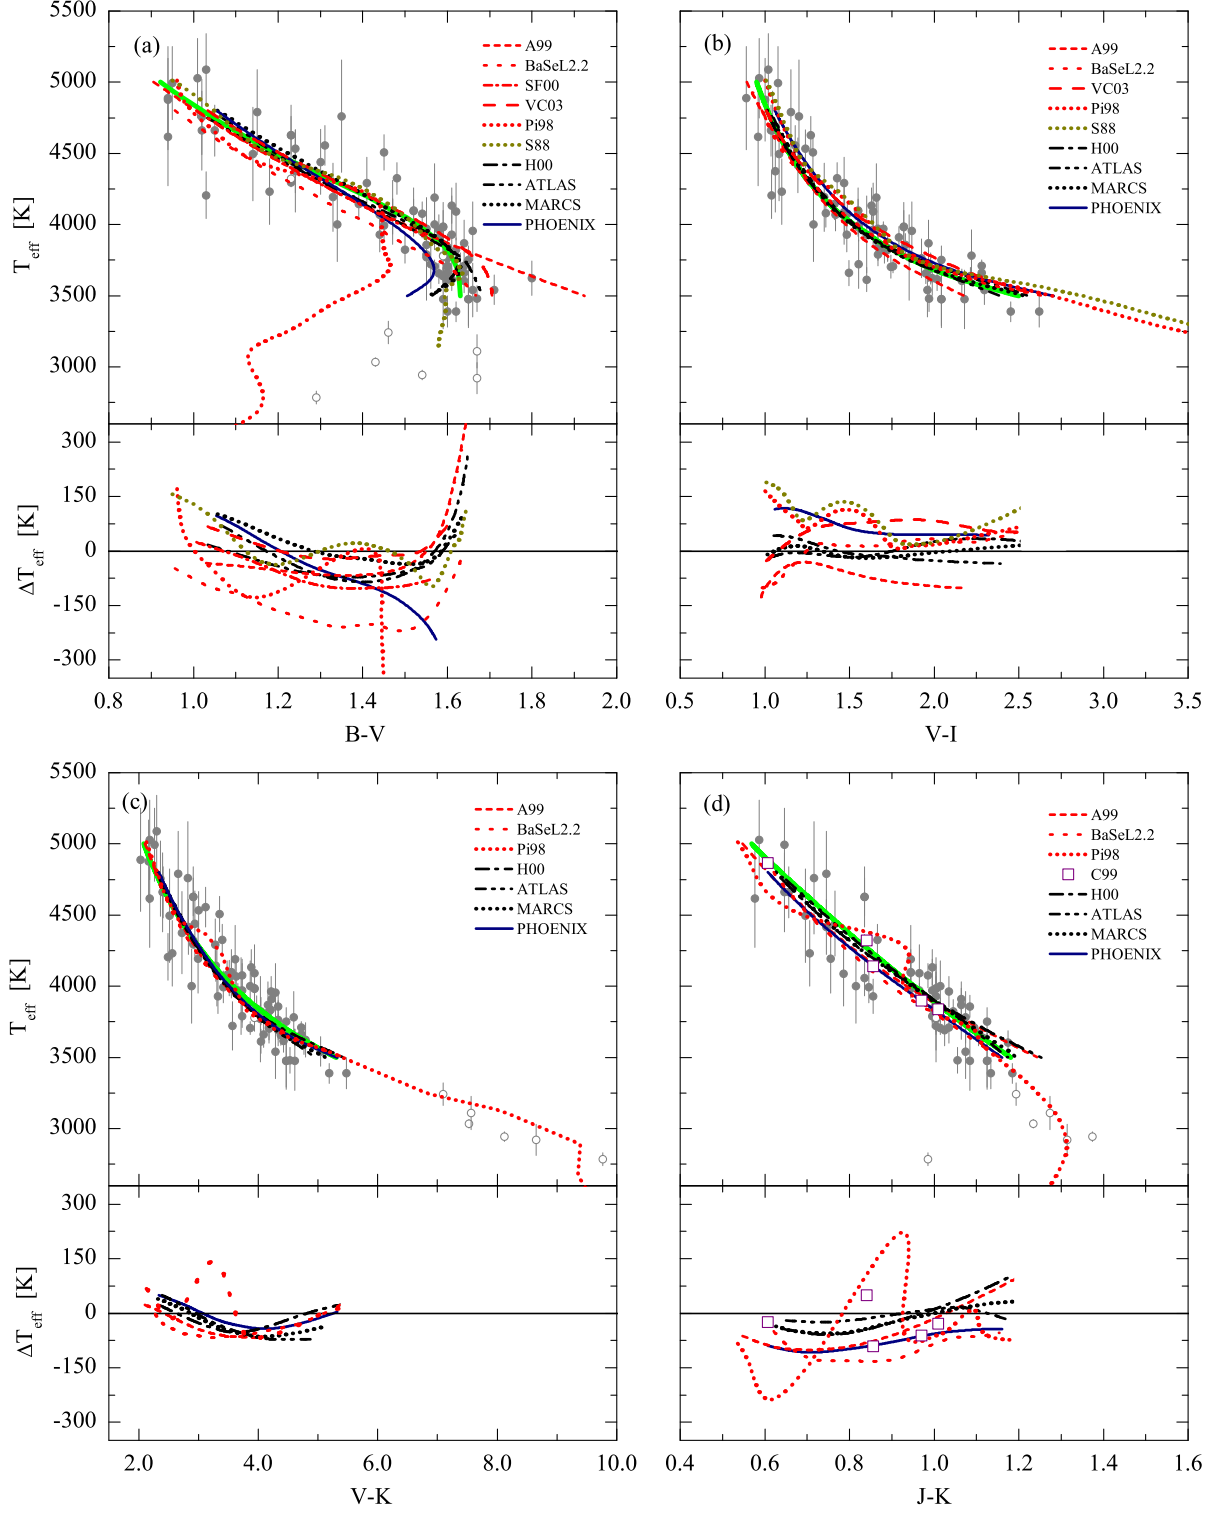 5500
5000
4500
4000
3500
3000
T_eff [K]
(a)
A99
BaSeL2.2
SF00
VC03
Pi98
S88
H00
ATLAS
MARCS
PHOENIX
(b)
A99
BaSeL2.2
VC03
Pi98
S88
H00
ATLAS
MARCS
PHOENIX
300
150
0
-150
-300
ΔT_eff [K]
0.8 1.0 1.2 1.4 1.6 1.8 2.0
B-V
0.5 1.0 1.5 2.0 2.5 3.0 3.5
V-I
5500
5000
4500
4000
3500
3000
T_eff [K]
(c)
A99
BaSeL2.2
Pi98
H00
ATLAS
MARCS
PHOENIX
(d)
A99
BaSeL2.2
Pi98
C99
H00
ATLAS
MARCS
PHOENIX
300
150
0
-150
-300
ΔT_eff [K]
2.0 4.0 6.0 8.0 10.0
V-K
0.4 0.6 0.8 1.0 1.2 1.4 1.6
J-K